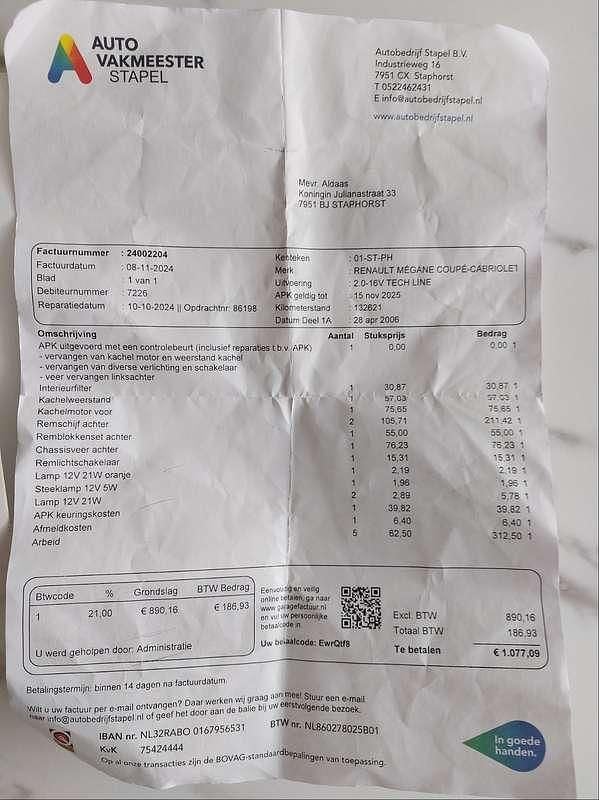 AUTO
VAKMEESTER
STAPEL
Autobedrijf Stapel B.V.
Industrieweg 16
7951 CX Staphorst
T 0522462431
E info@autobedrijfstapel.nl
www.autobedrijfstapel.nl
Mevr. Aldaas
Koningin Julianastraat 33
7951 BJ STAPHORST
Factuurnummer : 24002204
Factuurdatum : 08-11-2024
Blad : 1 van 1
Debiteurnummer : 7226
Reparatiedatum : 10-10-2024 || Opdrachtnr: 86198
Kenteken : 01-ST-PH
Merk : RENAULT MÉGANE COUPÉ-CABRIOLET
Uitvoering : 2.0-16V TECH LINE
APK geldig tot : 15 nov 2025
Kilometerstand : 132621
Datum Deel 1A : 28 apr 2006
Omschrijving Aantal Stuksprijs Bedrag
APK uitgevoerd met een controlebeurt (inclusief reparaties t.b.v. APK) 1 0,00 0,00 1
- vervangen van kachel motor en weerstand kachel
- vervangen van diverse verlichting en schakelaar
- veer vervangen linksachter
Interieurfilter 1 30,87 30,87 1
Kachelweerstand 1 57,03 57,03 1
Kachelmotor voor 1 75,65 75,65 1
Remschijf achter 2 105,71 211,42 1
Remblokkenset achter 1 55,00 55,00 1
Chassisveer achter 1 76,23 76,23 1
Remlichtschakelaar 1 15,31 15,31 1
Lamp 12V 21W oranje 1 2,19 2,19 1
Steeklamp 12V 5W 1 1,96 1,96 1
Lamp 12V 21W 2 2,89 5,78 1
APK keuringskosten 1 39,82 39,82 1
Afmeldkosten 1 6,40 6,40 1
Arbeid 5 62,50 312,50 1
Btwcode % Grondslag BTW Bedrag
1 21,00 € 890,16 € 186,93
U werd geholpen door: Administratie
Eenvoudig en veilig
online betalen, ga naar
www.garagefactuur.nl
en vul uw persoonlijke
betaalcode in.
Uw betaalcode: EwrQtf8
Excl. BTW 890,16
Totaal BTW 186,93
Te betalen € 1.077,09
Betalingstermijn: binnen 14 dagen na factuurdatum.
Wilt u uw factuur per e-mail ontvangen? Daar werken wij graag aan mee! Stuur een e-mail
naar info@autobedrijfstapel.nl of geef het door aan de balie bij uw eerstvolgende bezoek.
IBAN nr. NL32RABO 0167956531 BTW nr. NL860278025B01
KvK 75424444
Op al onze transacties zijn de BOVAG-standaardbepalingen van toepassing.
In goede
handen.